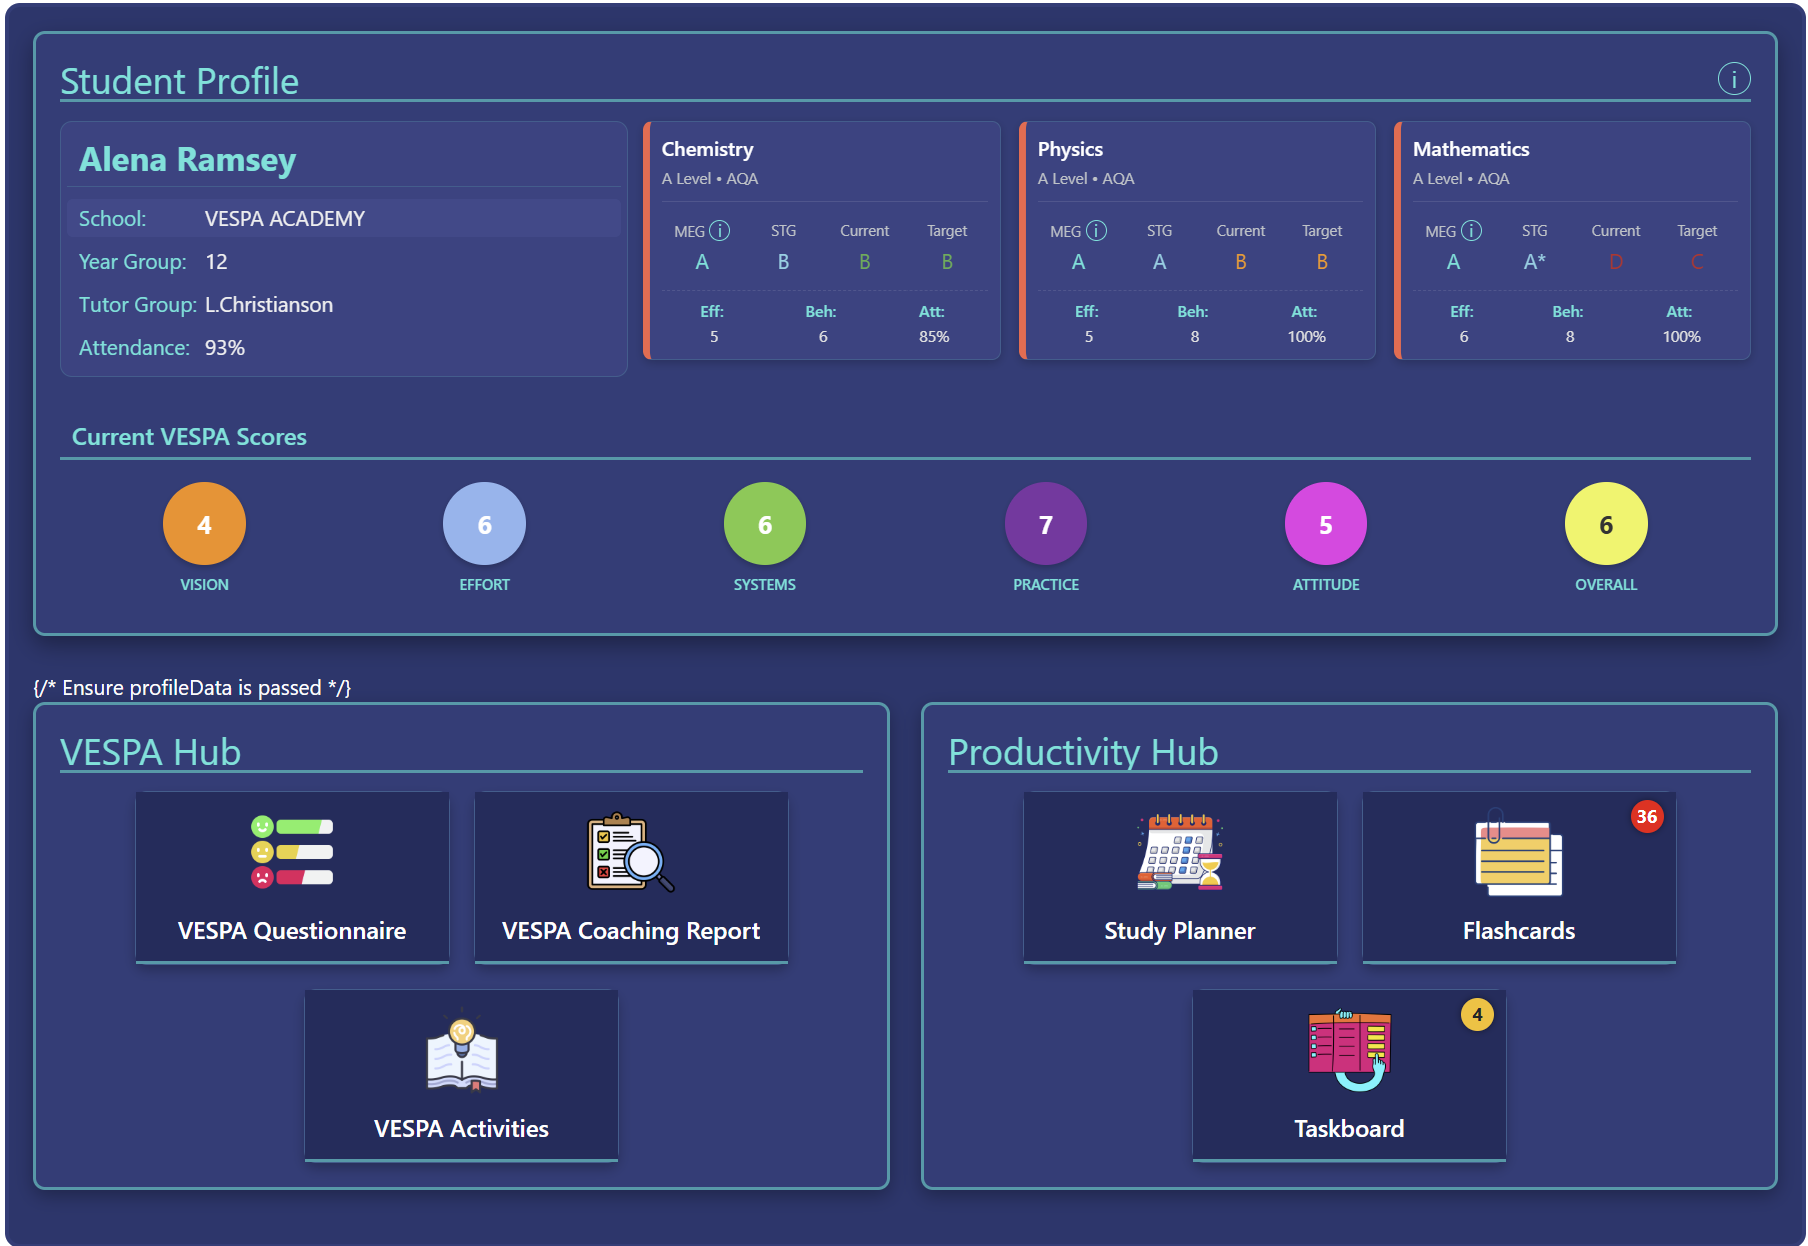 Student Profile
i
Alena Ramsey
School: VESPA ACADEMY
Year Group: 12
Tutor Group: L.Christianson
Attendance: 93%
Chemistry
A Level • AQA
MEG i STG Current Target
A B B B
Eff: Beh: Att:
5 6 85%
Physics
A Level • AQA
MEG i STG Current Target
A A B B
Eff: Beh: Att:
5 8 100%
Mathematics
A Level • AQA
MEG i STG Current Target
A A* D C
Eff: Beh: Att:
6 8 100%
Current VESPA Scores
4 6 6 7 5 6
VISION EFFORT SYSTEMS PRACTICE ATTITUDE OVERALL
{/* Ensure profileData is passed */}
VESPA Hub
VESPA Questionnaire
VESPA Coaching Report
VESPA Activities
Productivity Hub
Study Planner
36
Flashcards
4
Taskboard